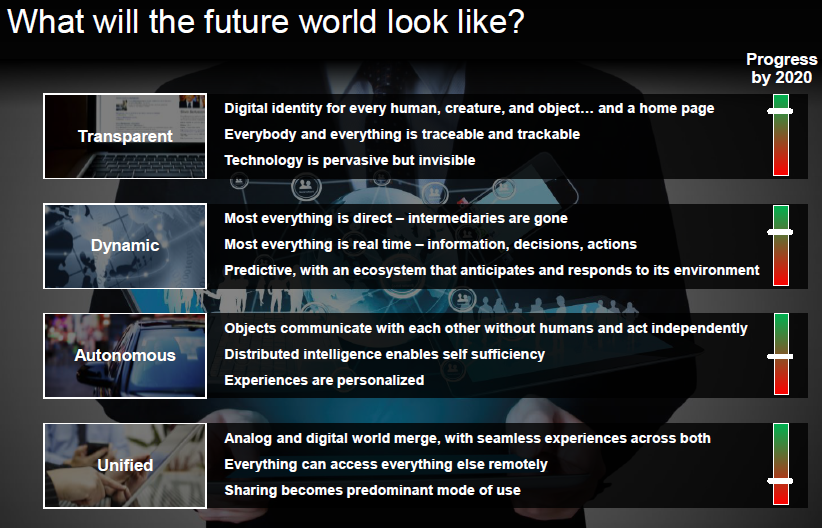 What will the future world look like?
Progress
by 2020
Transparent
Digital identity for every human, creature, and object… and a home page
Everybody and everything is traceable and trackable
Technology is pervasive but invisible
Dynamic
Most everything is direct – intermediaries are gone
Most everything is real time – information, decisions, actions
Predictive, with an ecosystem that anticipates and responds to its environment
Autonomous
Objects communicate with each other without humans and act independently
Distributed intelligence enables self sufficiency
Experiences are personalized
Unified
Analog and digital world merge, with seamless experiences across both
Everything can access everything else remotely
Sharing becomes predominant mode of use